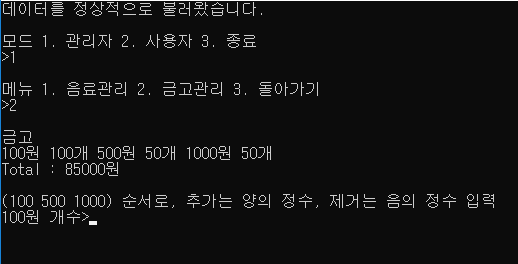 데이터를 정상적으로 불러왔습니다.
모드 1. 관리자 2. 사용자 3. 종료
>1
메뉴 1. 음료관리 2. 금고관리 3. 돌아가기
>2
금고
100원 100개 500원 50개 1000원 50개
Total : 85000원
(100 500 1000) 순서로, 추가는 양의 정수, 제거는 음의 정수 입력
100원 개수>